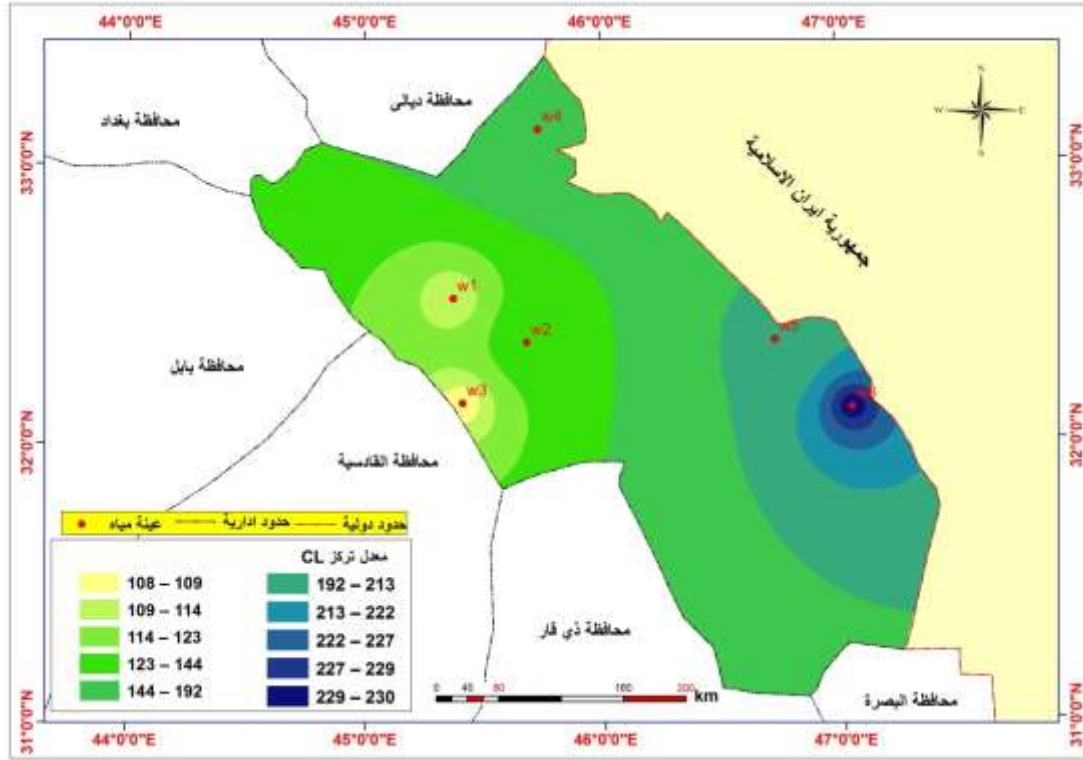 44°0'0"E
45°0'0"E
46°0'0"E
47°0'0"E
33°0'0"N
32°0'0"N
31°0'0"N
33°0'0"N
32°0'0"N
31°0'0"N
N
W
E
S
محافظة ديالى
محافظة بغداد
جمهورية ايران الاسلامية
w1
w2
w3
محافظة بابل
محافظة القادسية
محافظة ذي قار
محافظة البصرة
حدود دولية
حدود ادارية
عينة مياه
معدل تركز CL
108 – 109
109 – 114
114 – 123
123 – 144
144 – 192
192 – 213
213 – 222
222 – 227
227 – 229
229 – 230
0 40 80 160 200 km
44°0'0"E
45°0'0"E
46°0'0"E
47°0'0"E